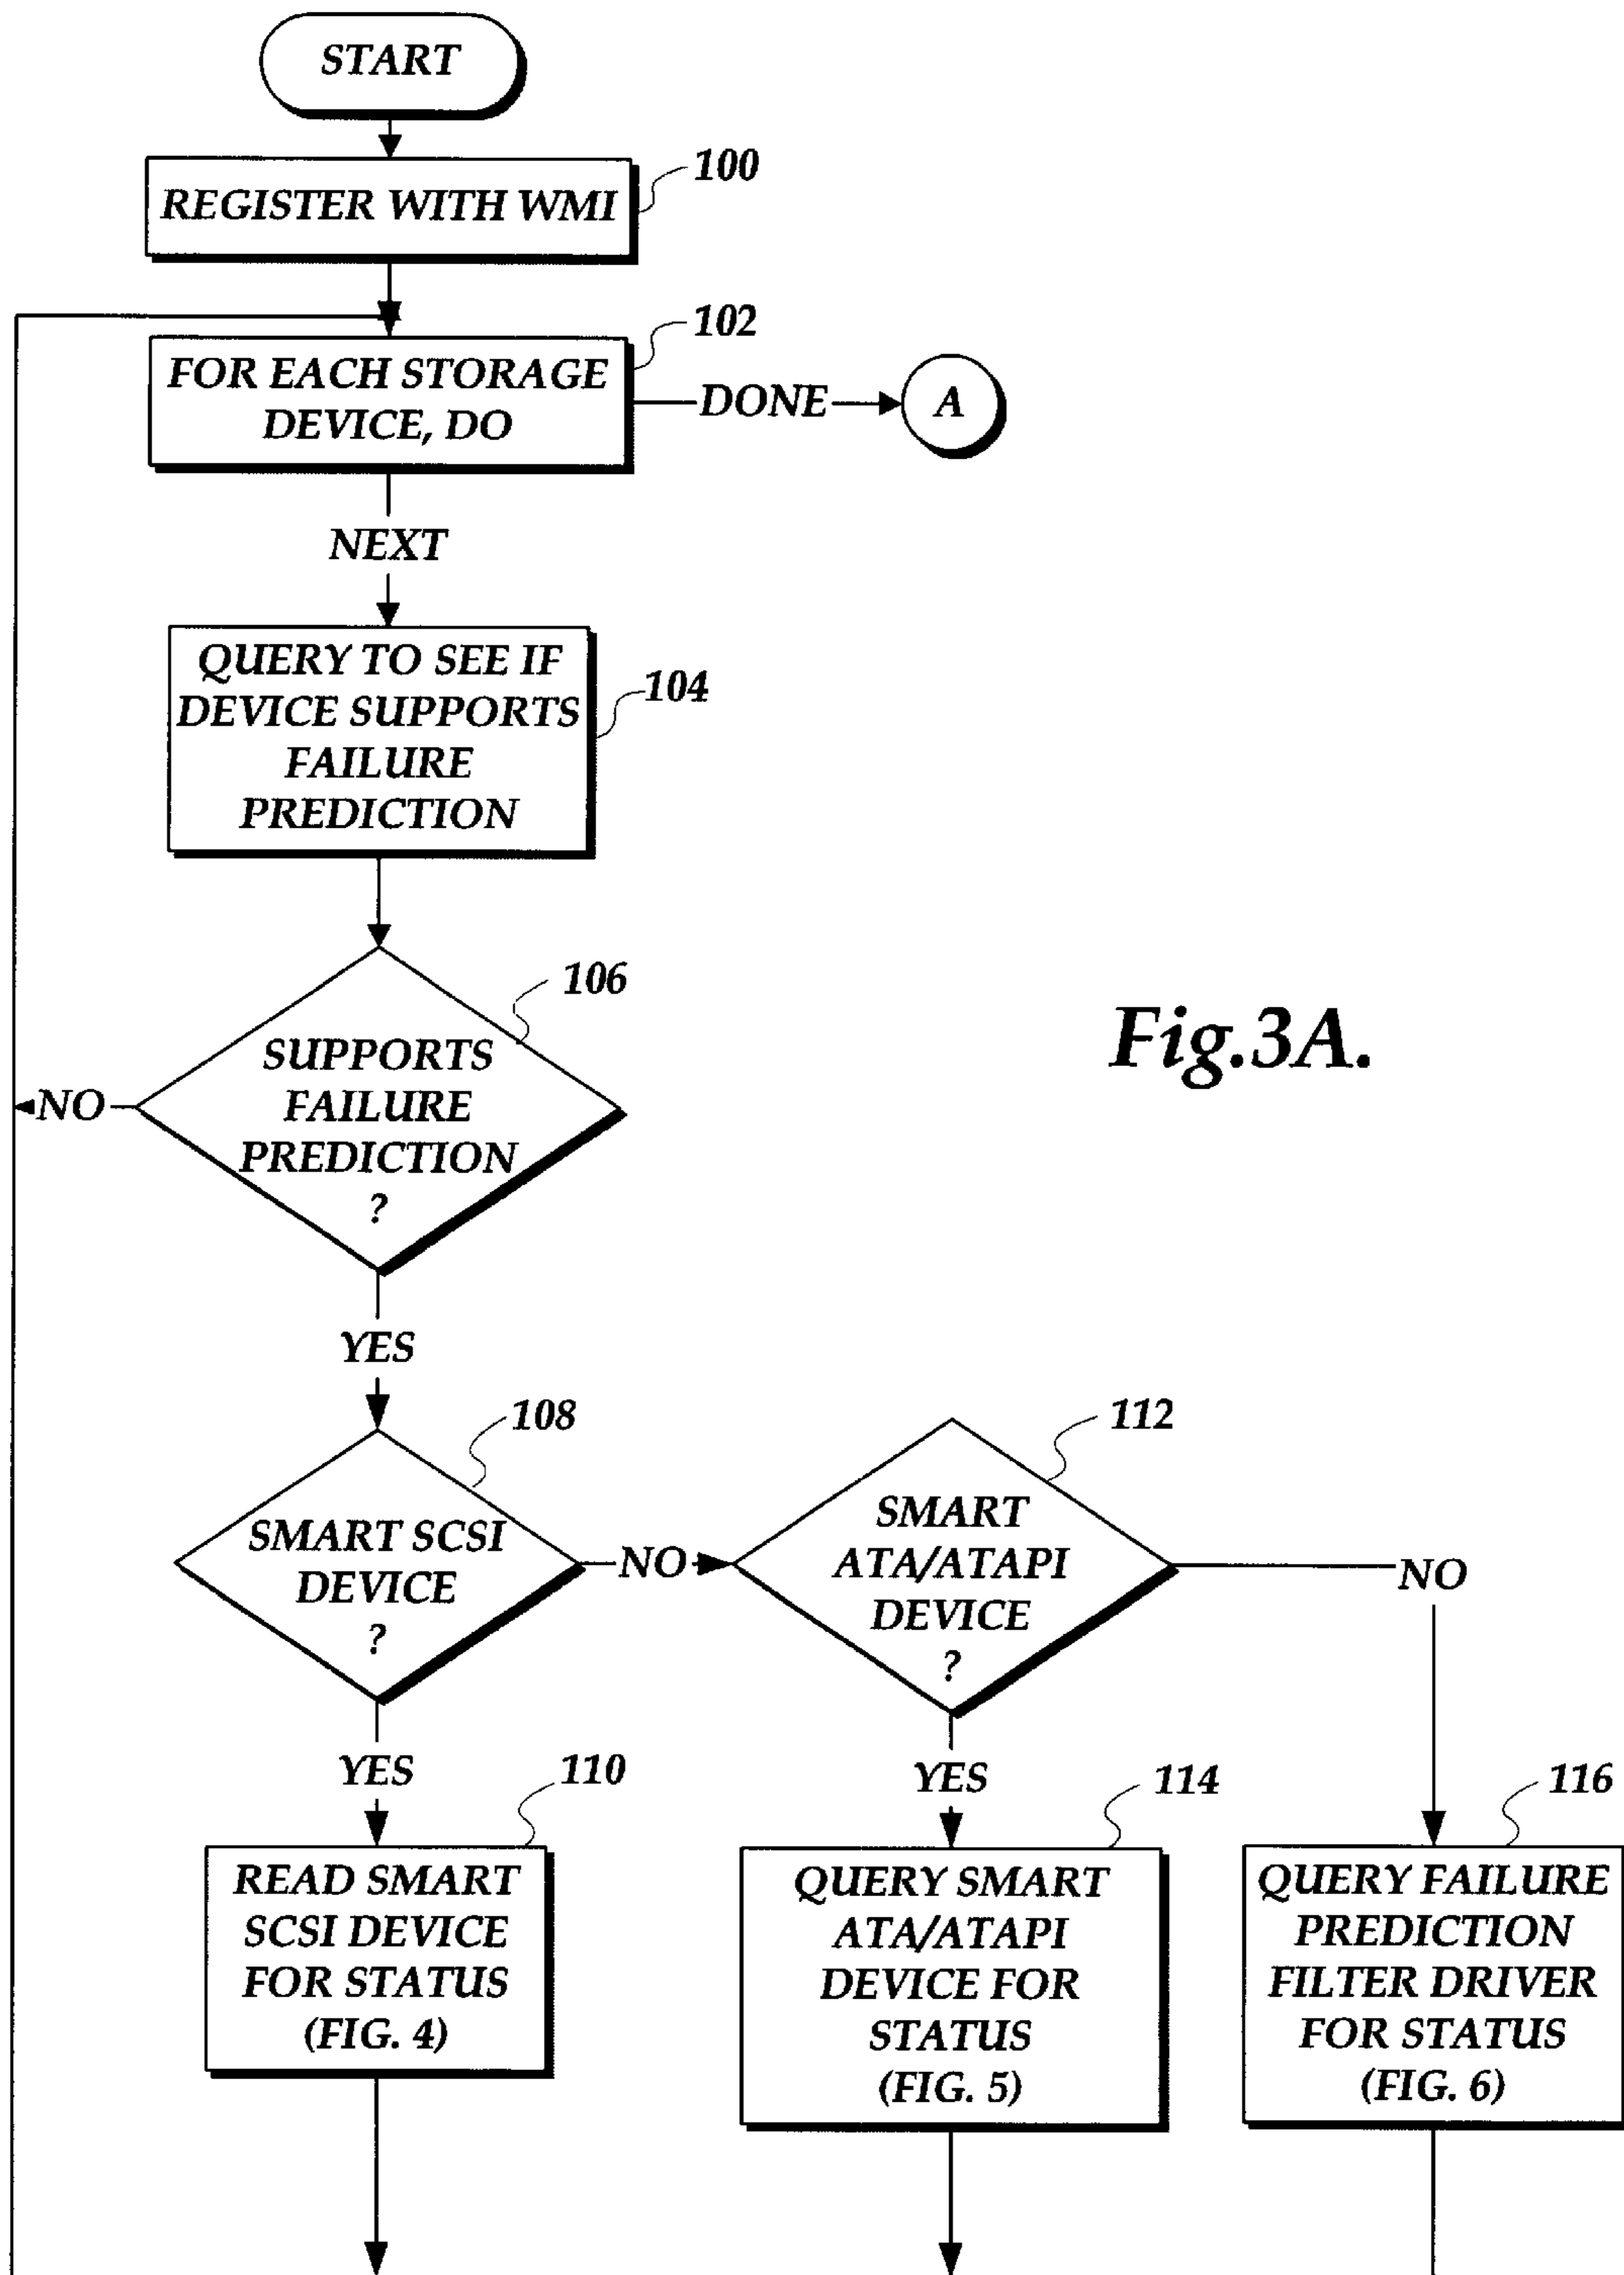 START
REGISTER WITH WMI
100
FOR EACH STORAGE
DEVICE, DO
102
DONE
A
NEXT
QUERY TO SEE IF
DEVICE SUPPORTS
FAILURE
PREDICTION
104
SUPPORTS
FAILURE
PREDICTION
?
106
NO
Fig.3A.
YES
SMART SCSI
DEVICE
?
108
NO
SMART
ATA/ATAPI
DEVICE
?
112
NO
YES
READ SMART
SCSI DEVICE
FOR STATUS
(FIG. 4)
110
YES
QUERY SMART
ATA/ATAPI
DEVICE FOR
STATUS
(FIG. 5)
114
QUERY FAILURE
PREDICTION
FILTER DRIVER
FOR STATUS
(FIG. 6)
116